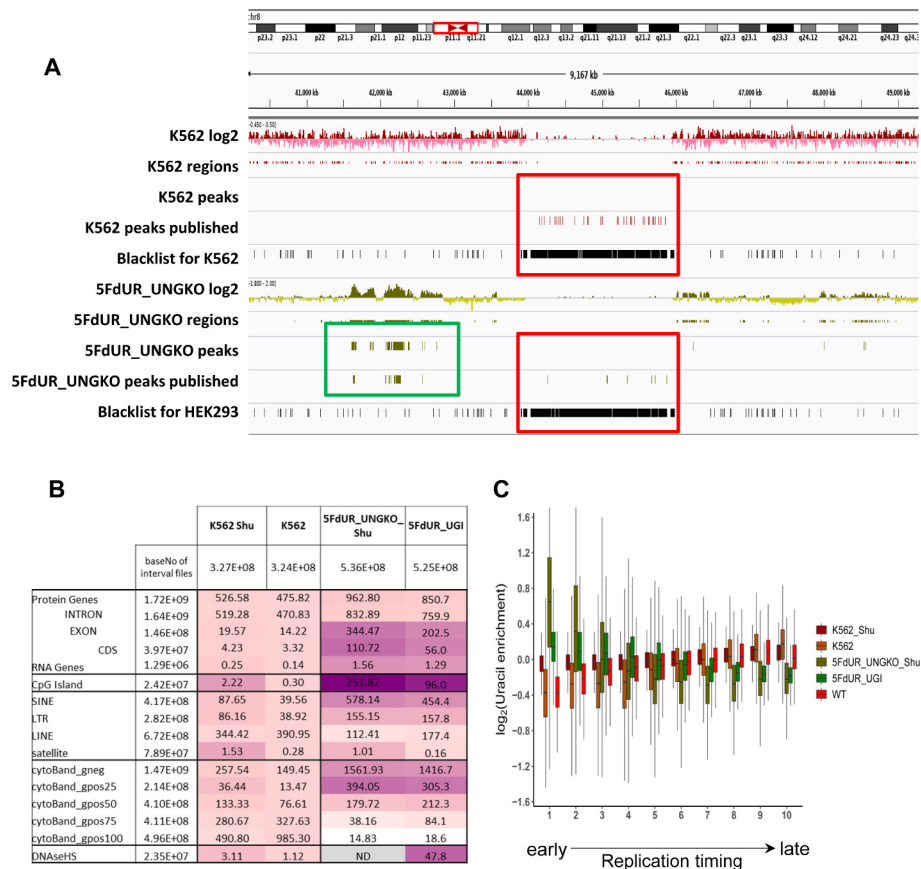 chr8
p23.2 p23.1 p22 p21.3 p21.1 p12 p11.23 p11.1 q11.21 q12.1 q12.3 q13.2 q21.11 q21.13 q21.2 q21.3 q22.1 q22.3 q23.1 q23.3 q24.12 q24.21 q24.23 q24.3
A
9,167 kb
41,000 kb 42,000 kb 43,000 kb 44,000 kb 45,000 kb 46,000 kb 47,000 kb 48,000 kb 49,000 kb
K562 log2
K562 regions
K562 peaks
K562 peaks published
Blacklist for K562
5FdUR_UNGKO log2
5FdUR_UNGKO regions
5FdUR_UNGKO peaks
5FdUR_UNGKO peaks published
Blacklist for HEK293
B
K562 Shu K562 5FdUR_UNGKO_Shu 5FdUR_UGI
baseNo of interval files 3.27E+08 3.24E+08 5.36E+08 5.25E+08
Protein Genes 1.72E+09 526.58 475.82 962.80 850.7
INTRON 1.64E+09 519.28 470.83 832.89 759.9
EXON 1.46E+08 19.57 14.22 344.47 202.5
CDS 3.97E+07 4.23 3.32 110.72 56.0
RNA Genes 1.29E+06 0.25 0.14 1.56 1.29
CpG Island 2.42E+07 2.22 0.30 251.82 96.0
SINE 4.17E+08 87.65 39.56 578.14 454.4
LTR 2.82E+08 86.16 38.92 155.15 157.8
LINE 6.72E+08 344.42 390.95 112.41 177.4
satellite 7.89E+07 1.53 0.28 1.01 0.16
cytoBand_gneg 1.47E+09 257.54 149.45 1561.93 1416.7
cytoBand_gpos25 2.14E+08 36.44 13.47 394.05 305.3
cytoBand_gpos50 4.10E+08 133.33 76.61 179.72 212.3
cytoBand_gpos75 4.11E+08 280.67 327.63 38.16 84.1
cytoBand_gpos100 4.96E+08 490.80 985.30 14.83 18.6
DNAseHS 2.35E+07 3.11 1.12 ND 47.8
C
log2(Uracil enrichment)
1.6
1.2
0.8
0.4
0.0
−0.4
−0.8
−1.2
−1.6
1 2 3 4 5 6 7 8 9 10
early late
Replication timing
K562_Shu
K562
5FdUR_UNGKO_Shu
5FdUR_UGI
WT